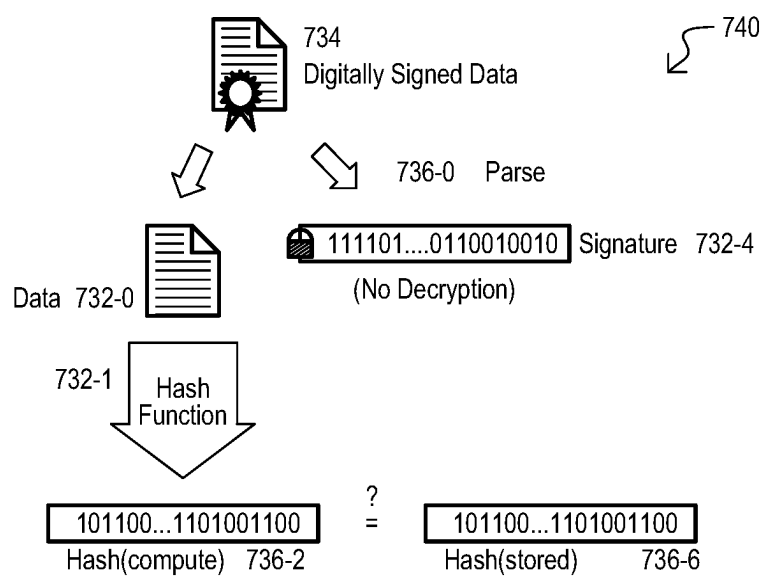 734
740
Digitally Signed Data
736-0 Parse
111101....0110010010 Signature 732-4
Data 732-0
(No Decryption)
732-1
Hash
Function
?
101100...1101001100 = 101100...1101001100
Hash(compute) 736-2 Hash(stored) 736-6